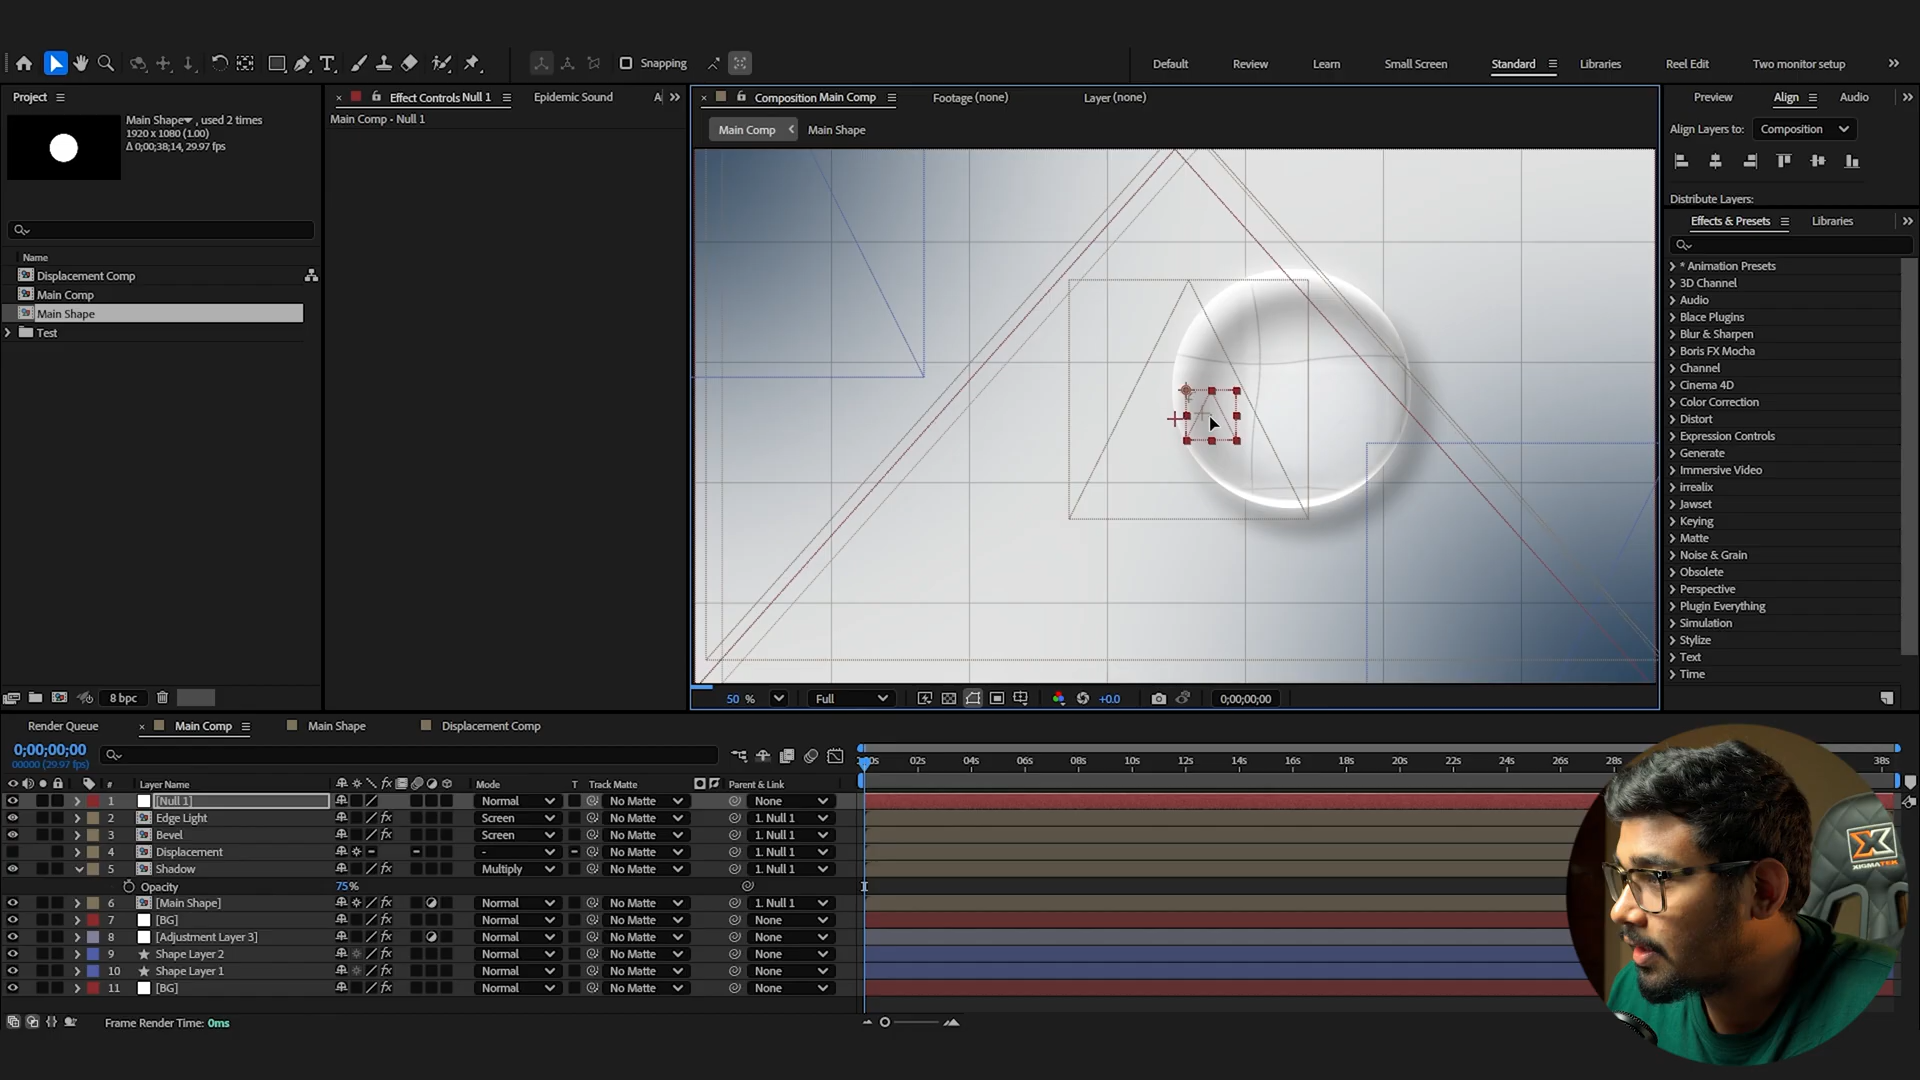 Snapping
Default
Review
Learn
Small Screen
Standard
Libraries
Reel Edit
Two monitor setup
Project
Main Shape , used 2 times
1920 x 1080 (1.00)
Δ 0;00;38;14, 29.97 fps
Name
Displacement Comp
Main Comp
Main Shape
Test
8 bpc
Effect Controls Null 1
Epidemic Sound
A
Main Comp - Null 1
Composition Main Comp
Footage (none)
Layer (none)
Main Comp
Main Shape
50 %
Full
+0.0
0;00;00;00
Preview
Align
Audio
Align Layers to:
Composition
Distribute Layers:
Effects & Presets
Libraries
* Animation Presets
3D Channel
Audio
Blace Plugins
Blur & Sharpen
Boris FX Mocha
Channel
Cinema 4D
Color Correction
Distort
Expression Controls
Generate
Immersive Video
irrealix
Jawset
Keying
Matte
Noise & Grain
Obsolete
Perspective
Plugin Everything
Simulation
Stylize
Text
Time
Render Queue
Main Comp
Main Shape
Displacement Comp
0;00;00;00
00000 (29.97 fps)
02s 04s 06s 08s 10s 12s 14s 16s 18s 20s 22s 24s 26s 28s 38s
# Layer Name Mode T Track Matte Parent & Link
1 [Null 1] Normal No Matte None
2 Edge Light Screen No Matte 1. Null 1
3 Bevel Screen No Matte 1. Null 1
4 Displacement - No Matte 1. Null 1
5 Shadow Multiply No Matte 1. Null 1
Opacity 75%
6 [Main Shape] Normal No Matte 1. Null 1
7 [BG] Normal No Matte None
8 [Adjustment Layer 3] Normal No Matte None
9 Shape Layer 2 Normal No Matte None
10 Shape Layer 1 Normal No Matte None
11 [BG] Normal No Matte None
Frame Render Time: 0ms
XIGMATEK